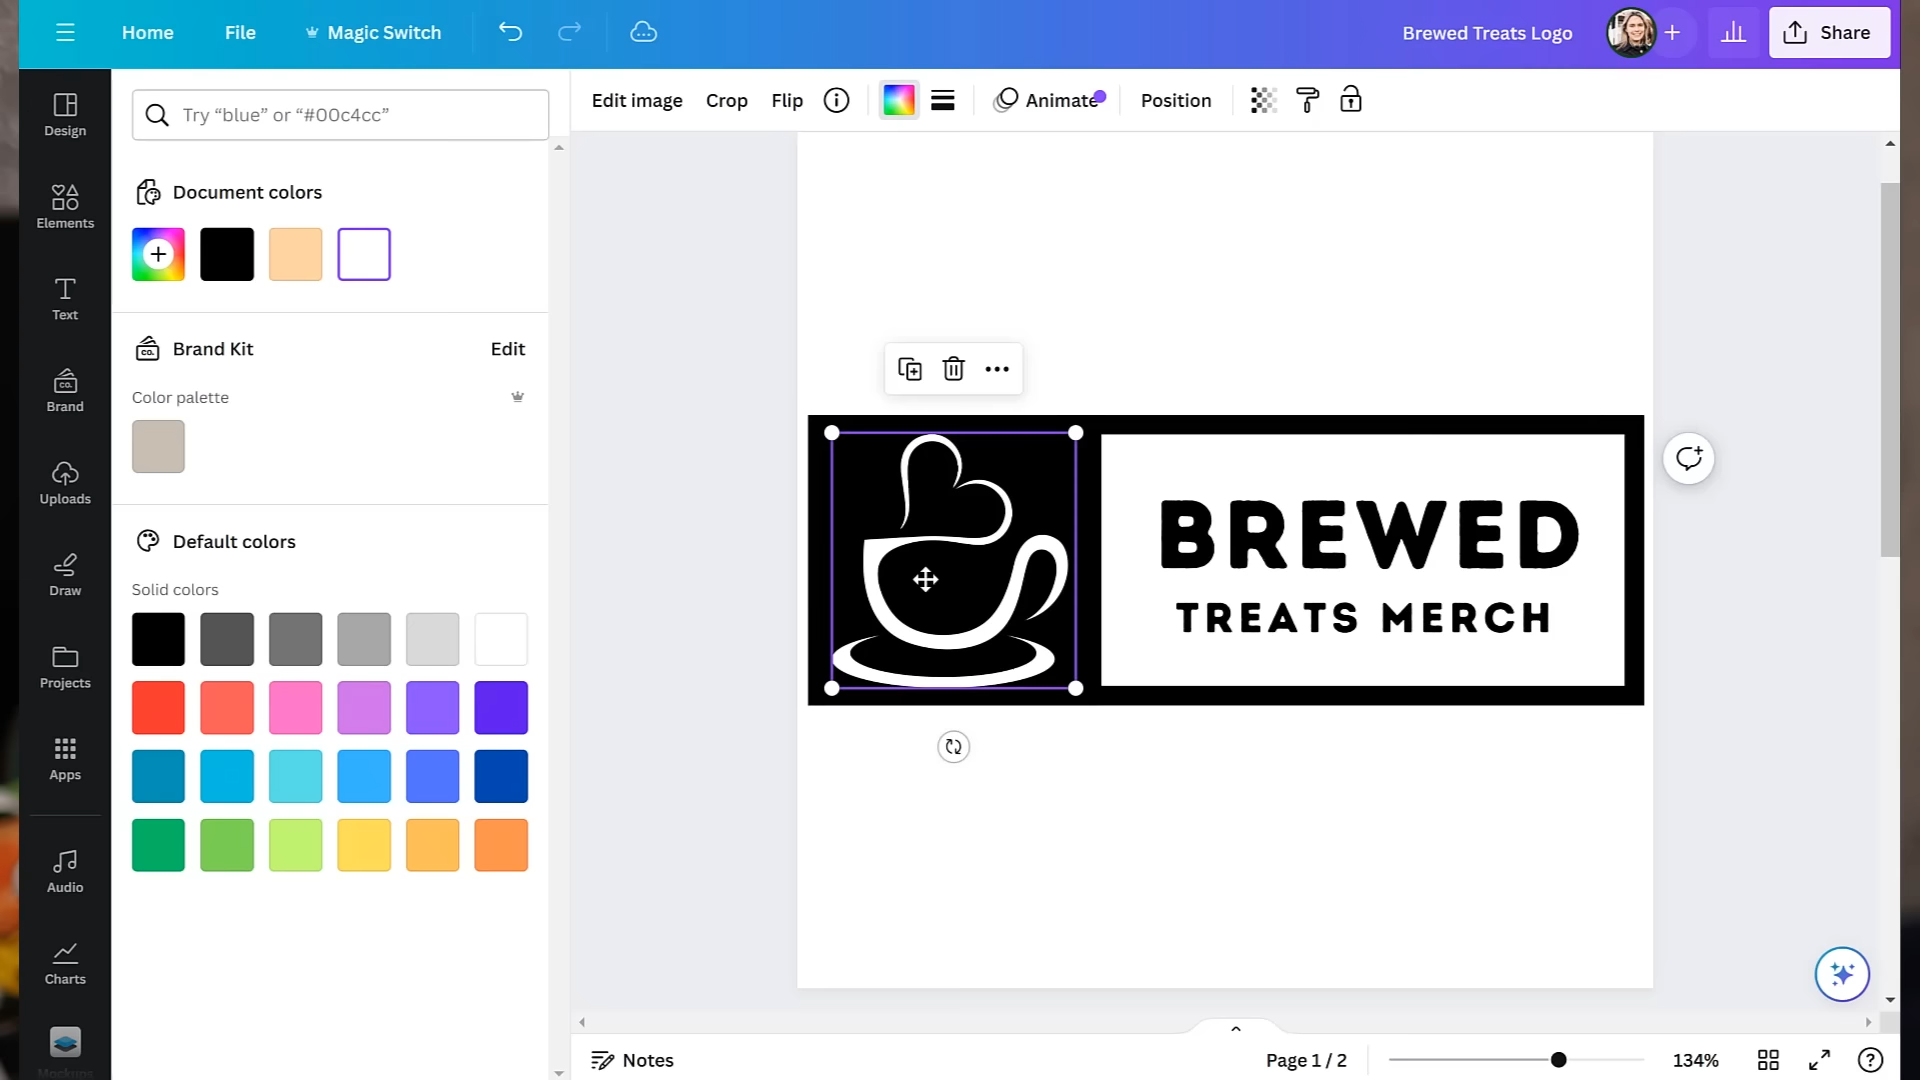 Home File Magic Switch Brewed Treats Logo Share
Edit image Crop Flip Animate Position
Try “blue” or “#00c4cc”
Design
Document colors
Elements
Text
Brand Kit Edit
CO.
Color palette
CO.
Brand
Uploads
BREWED
Default colors
Draw
Solid colors
TREATS MERCH
Projects
Apps
Audio
Charts
Mockups
Notes Page 1 / 2 134%